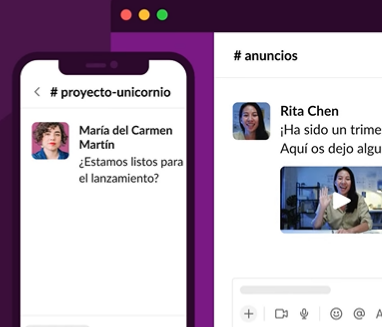 # proyecto-unicornio
María del Carmen
Martín
¿Estamos listos para
el lanzamiento?
# anuncios
Rita Chen
¡Ha sido un trime
Aquí os dejo algu